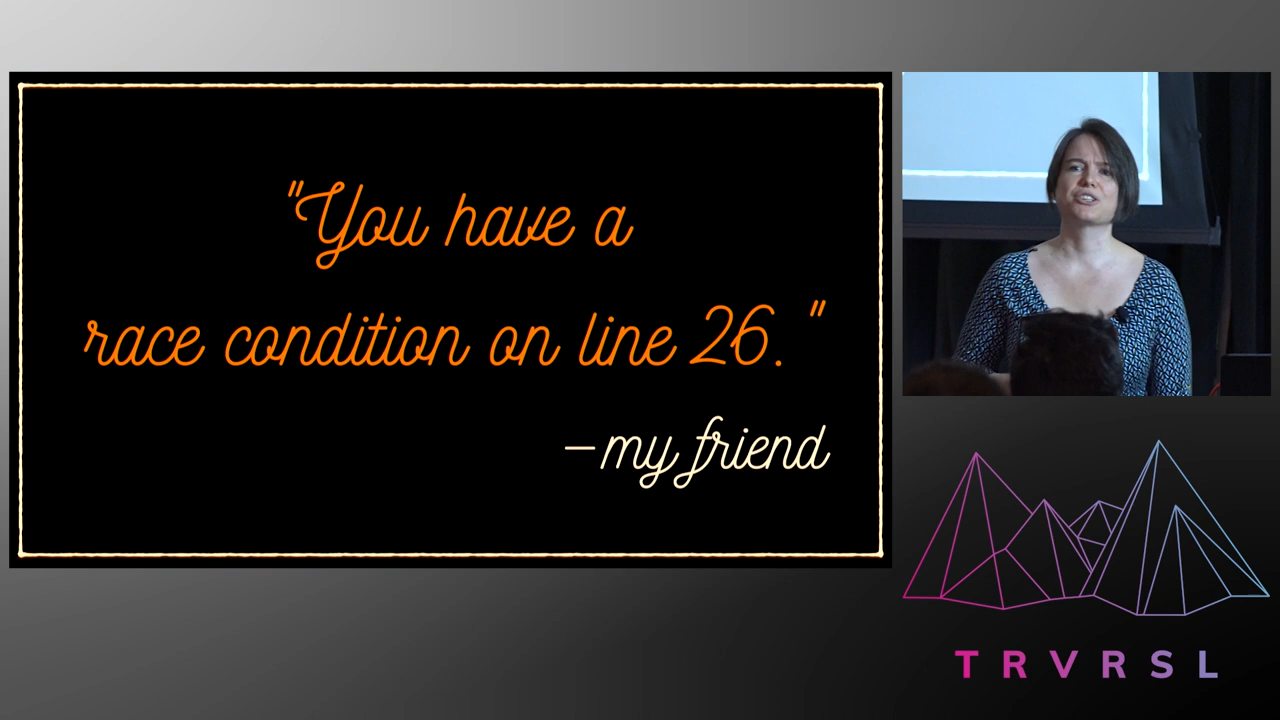 "You have a
race condition on line 26."
—my friend
TRVRSL